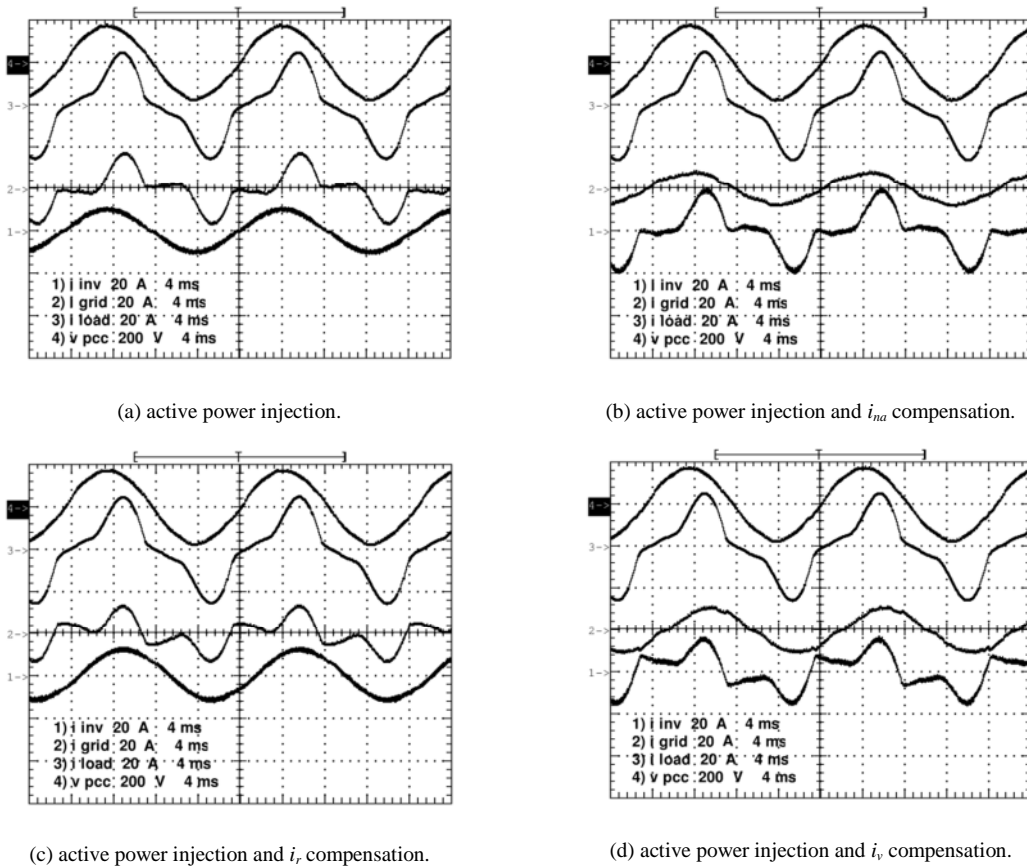 4->
3->
2->
1->
1) i inv 20 A 4 ms
2) I grid 20 A 4 ms
3) i load 20 A 4 ms
4) v pcc 200 V 4 ms
(a) active power injection.
4->
3->
2->
1->
1) i inv 20 A 4 ms
2) I grid 20 A 4 ms
3) I load 20 A 4 ms
4) v pcc 200 V 4 ms
(b) active power injection and ina compensation.
4->
3->
2->
1->
1) i inv 20 A 4 ms
2) i grid 20 A 4 ms
3) i load 20 A 4 ms
4) v pcc 200 V 4 ms
(c) active power injection and ir compensation.
4->
3->
2->
1->
1) i inv 20 A 4 ms
2) i grid 20 A 4 ms
3) I load 20 A 4 ms
4) v pcc 200 V 4 ms
(d) active power injection and iv compensation.